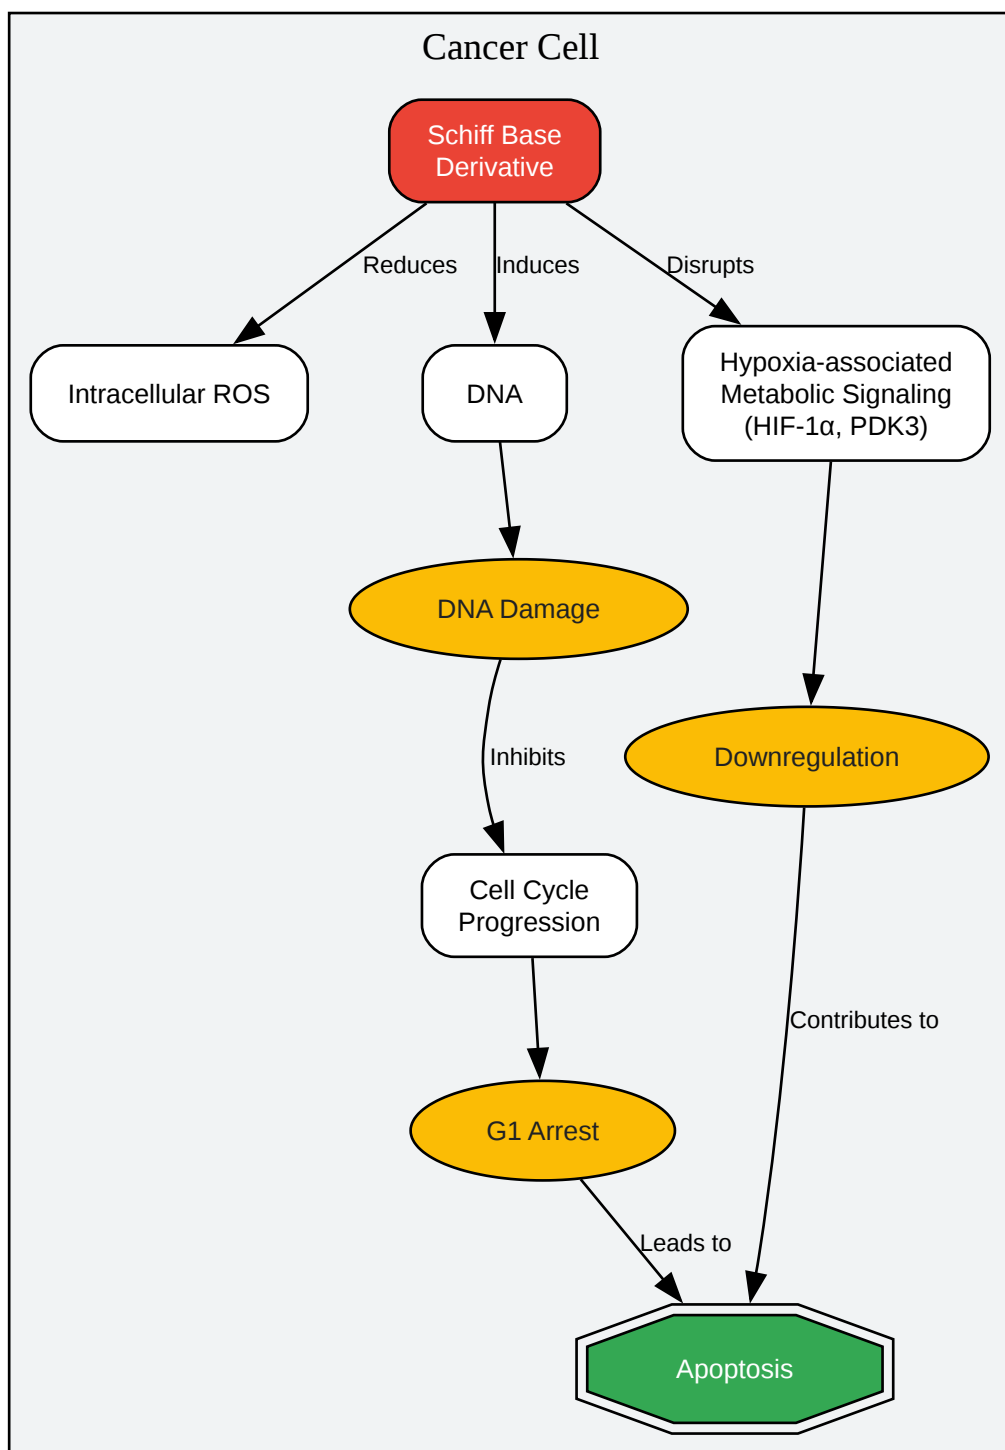 Cancer Cell
Schiff Base
Derivative
Reduces
Induces
Disrupts
Intracellular ROS
DNA
Hypoxia-associated
Metabolic Signaling
(HIF-1α, PDK3)
DNA Damage
Inhibits
Downregulation
Cell Cycle
Progression
Contributes to
G1 Arrest
Leads to
Apoptosis